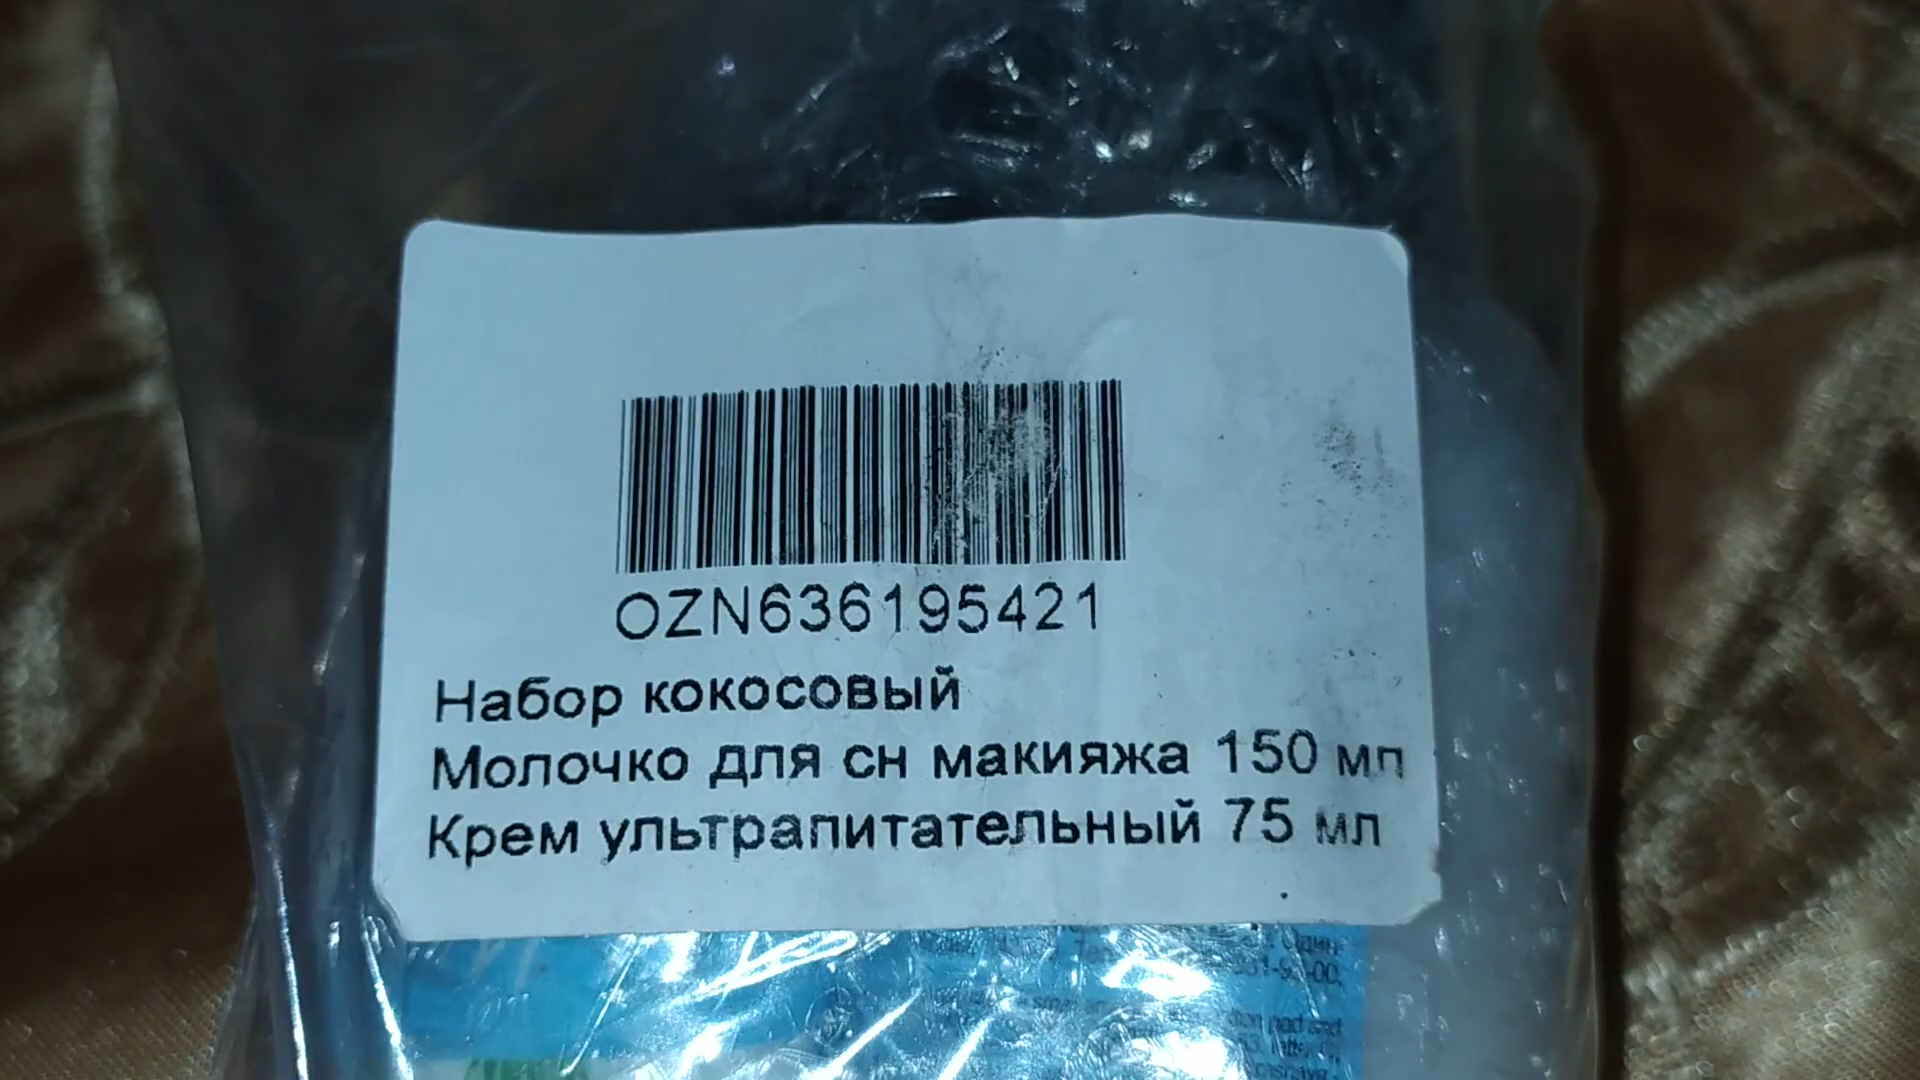 OZN636195421
Набор кокосовый
Молочко для сн макияжа 150 мл
Крем ультрапитательный 75 мл